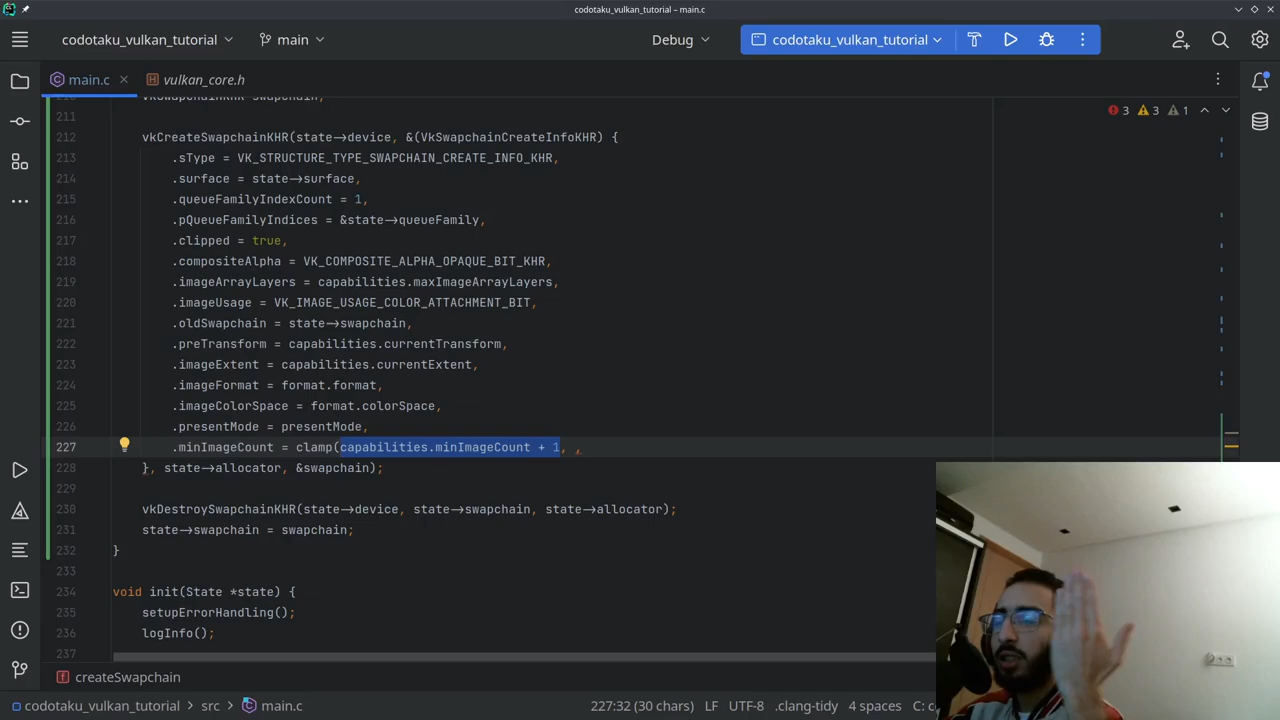 codotaku_vulkan_tutorial – main.c
codotaku_vulkan_tutorial
main
Debug
codotaku_vulkan_tutorial
main.c
vulkan_core.h
3 3 1
211
212 vkCreateSwapchainKHR(state->device, &(VkSwapchainCreateInfoKHR) {
213 .sType = VK_STRUCTURE_TYPE_SWAPCHAIN_CREATE_INFO_KHR,
214 .surface = state->surface,
215 .queueFamilyIndexCount = 1,
216 .pQueueFamilyIndices = &state->queueFamily,
217 .clipped = true,
218 .compositeAlpha = VK_COMPOSITE_ALPHA_OPAQUE_BIT_KHR,
219 .imageArrayLayers = capabilities.maxImageArrayLayers,
220 .imageUsage = VK_IMAGE_USAGE_COLOR_ATTACHMENT_BIT,
221 .oldSwapchain = state->swapchain,
222 .preTransform = capabilities.currentTransform,
223 .imageExtent = capabilities.currentExtent,
224 .imageFormat = format.format,
225 .imageColorSpace = format.colorSpace,
226 .presentMode = presentMode,
227 .minImageCount = clamp(capabilities.minImageCount + 1, ,
228 }, state->allocator, &swapchain);
229
230 vkDestroySwapchainKHR(state->device, state->swapchain, state->allocator);
231 state->swapchain = swapchain;
232 }
233
234 void init(State *state) {
235 setupErrorHandling();
236 logInfo();
237
createSwapchain
codotaku_vulkan_tutorial > src > main.c
227:32 (30 chars) LF UTF-8 .clang-tidy 4 spaces